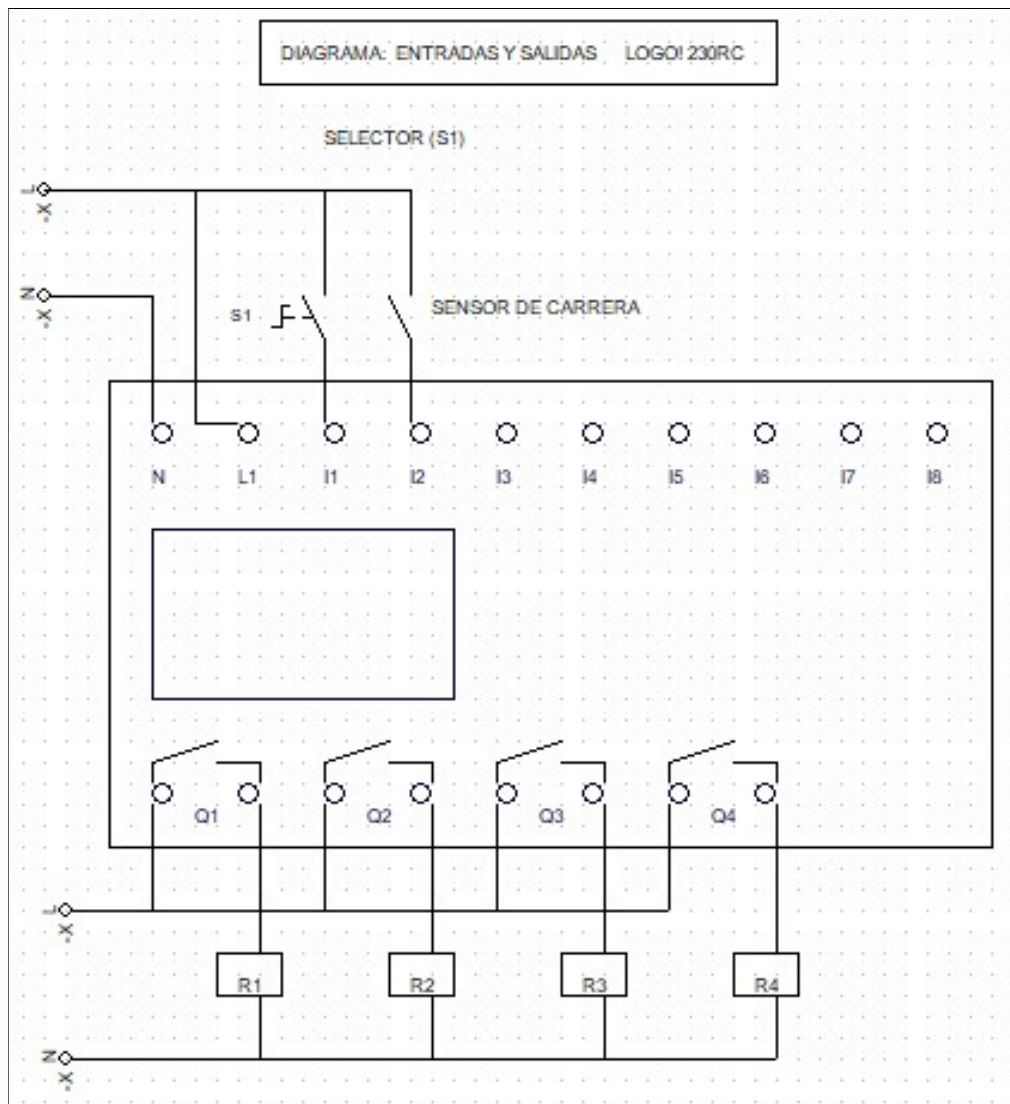 DIAGRAMA: ENTRADAS Y SALIDAS LOGO! 230RC
SELECTOR (S1)
L
-X
N
-X
S1
SENSOR DE CARRERA
N L1 I1 I2 I3 I4 I5 I6 I7 I8
Q1 Q2 Q3 Q4
L
-X
R1 R2 R3 R4
N
-X